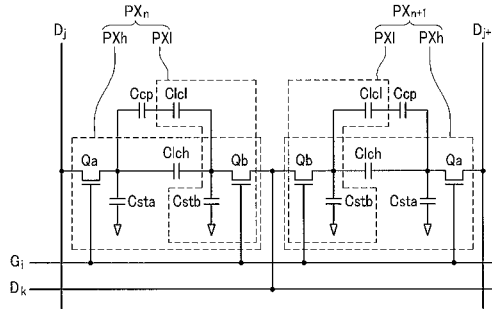 PXn PXn+1
Dj PXh PXl PXl PXh Dj+
Ccp Clcl Clcl Ccp
Qa Clch Qb Qb Clch Qa
Csta Cstb Cstb Csta
Gi
Dk